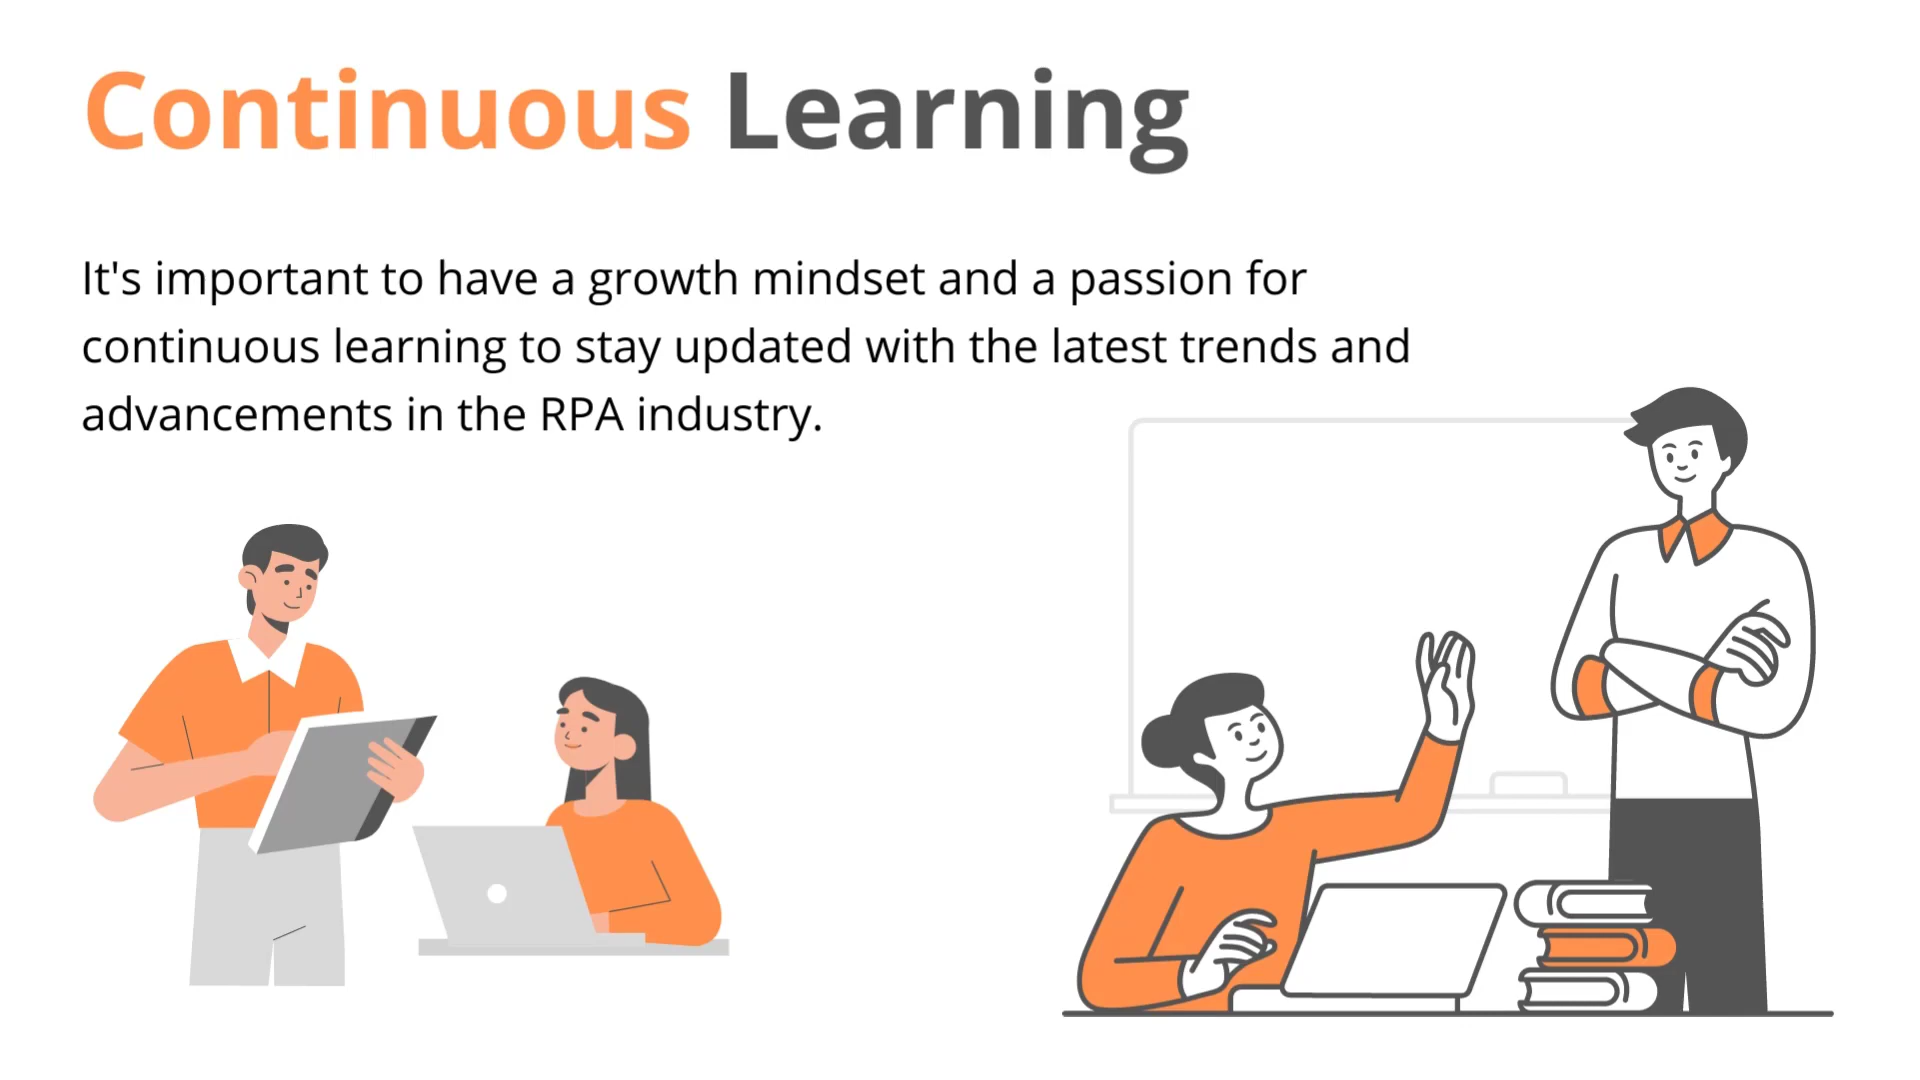 Continuous Learning
It's important to have a growth mindset and a passion for
continuous learning to stay updated with the latest trends and
advancements in the RPA industry.